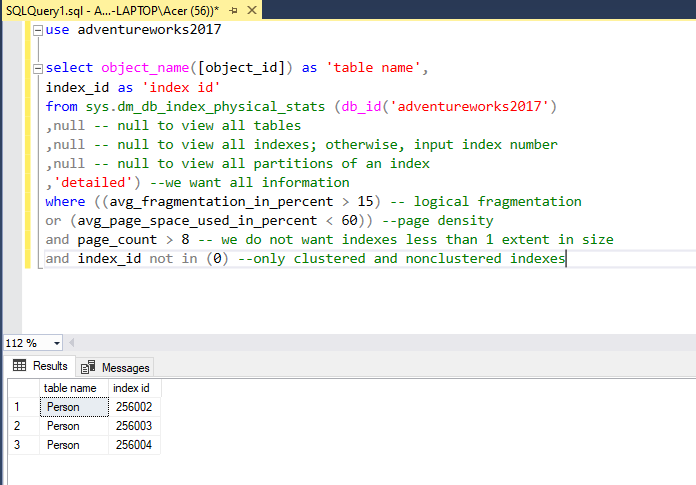 SQLQuery1.sql - A...-LAPTOP\Acer (56))*
use adventureworks2017
select object_name([object_id]) as 'table name',
index_id as 'index id'
from sys.dm_db_index_physical_stats (db_id('adventureworks2017')
,null -- null to view all tables
,null -- null to view all indexes; otherwise, input index number
,null -- null to view all partitions of an index
,'detailed') --we want all information
where ((avg_fragmentation_in_percent > 15) -- logical fragmentation
or (avg_page_space_used_in_percent < 60)) --page density
and page_count > 8 -- we do not want indexes less than 1 extent in size
and index_id not in (0) --only clustered and nonclustered indexes
112 %
Results Messages
table name index id
1 Person 256002
2 Person 256003
3 Person 256004